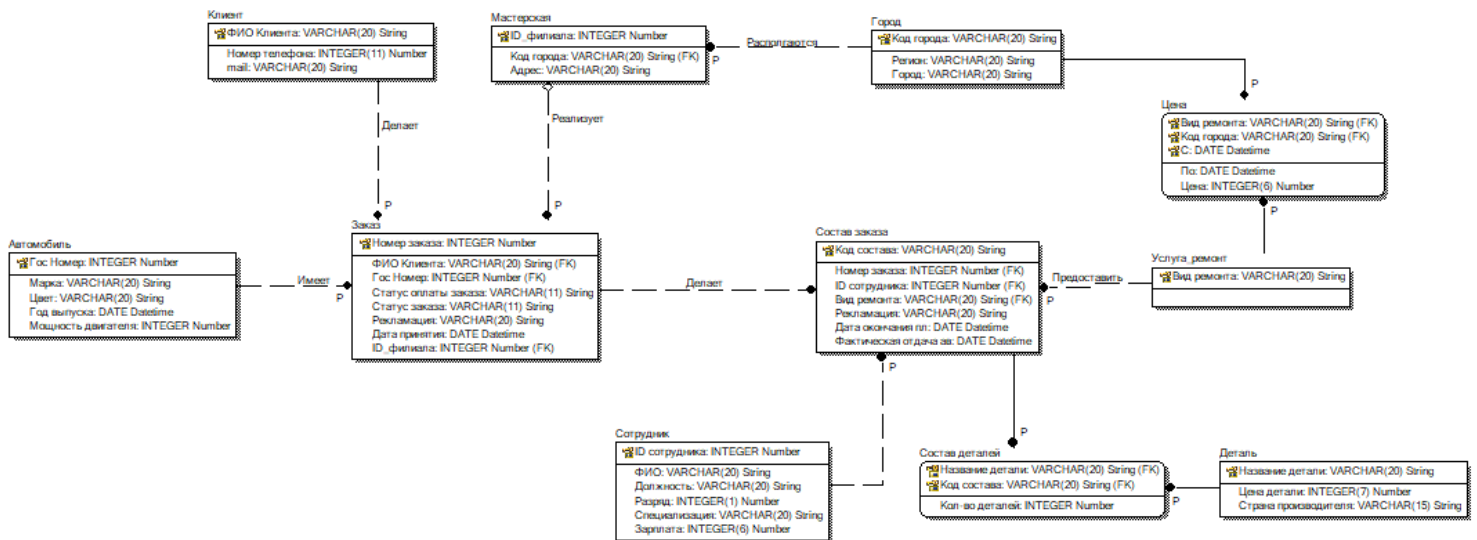 Клиент
ФИО Клиента: VARCHAR(20) String
Номер телефона: INTEGER(11) Number
mail: VARCHAR(20) String
Мастерская
ID_филиала: INTEGER Number
Код города: VARCHAR(20) String (FK)
Адрес: VARCHAR(20) String
Располгаются
P
Город
Код города: VARCHAR(20) String
Регион: VARCHAR(20) String
Город: VARCHAR(20) String
P
Цена
Вид ремонта: VARCHAR(20) String (FK)
Код города: VARCHAR(20) String (FK)
С: DATE Datetime
По: DATE Datetime
Цена: INTEGER(6) Number
P
Делает
P
Реализует
P
Автомобиль
Гос Номер: INTEGER Number
Марка: VARCHAR(20) String
Цвет: VARCHAR(20) String
Год выпуска: DATE Datetime
Мощность двигателя: INTEGER Number
Имеет
P
Заказ
Номер заказа: INTEGER Number
ФИО Клиента: VARCHAR(20) String (FK)
Гос Номер: INTEGER Number (FK)
Статус оплаты заказа: VARCHAR(11) String
Статус заказа: VARCHAR(11) String
Рекламация: VARCHAR(20) String
Дата принятия: DATE Datetime
ID_филиала: INTEGER Number (FK)
Делает
Состав заказа
Код состава: VARCHAR(20) String
Номер заказа: INTEGER Number (FK)
ID сотрудника: INTEGER Number (FK)
Вид ремонта: VARCHAR(20) String (FK)
Рекламация: VARCHAR(20) String
Дата окончания пл: DATE Datetime
Фактическая отдача ав: DATE Datetime
Предоставить
P
Услуга_ремонт
Вид ремонта: VARCHAR(20) String
P
Сотрудник
ID сотрудника: INTEGER Number
ФИО: VARCHAR(20) String
Должность: VARCHAR(20) String
Разряд: INTEGER(1) Number
Специализация: VARCHAR(20) String
Зарплата: INTEGER(6) Number
P
Состав деталей
Название детали: VARCHAR(20) String (FK)
Код состава: VARCHAR(20) String (FK)
Кол-во деталей: INTEGER Number
P
Деталь
Название детали: VARCHAR(20) String
Цена детали: INTEGER(7) Number
Страна производителя: VARCHAR(15) String